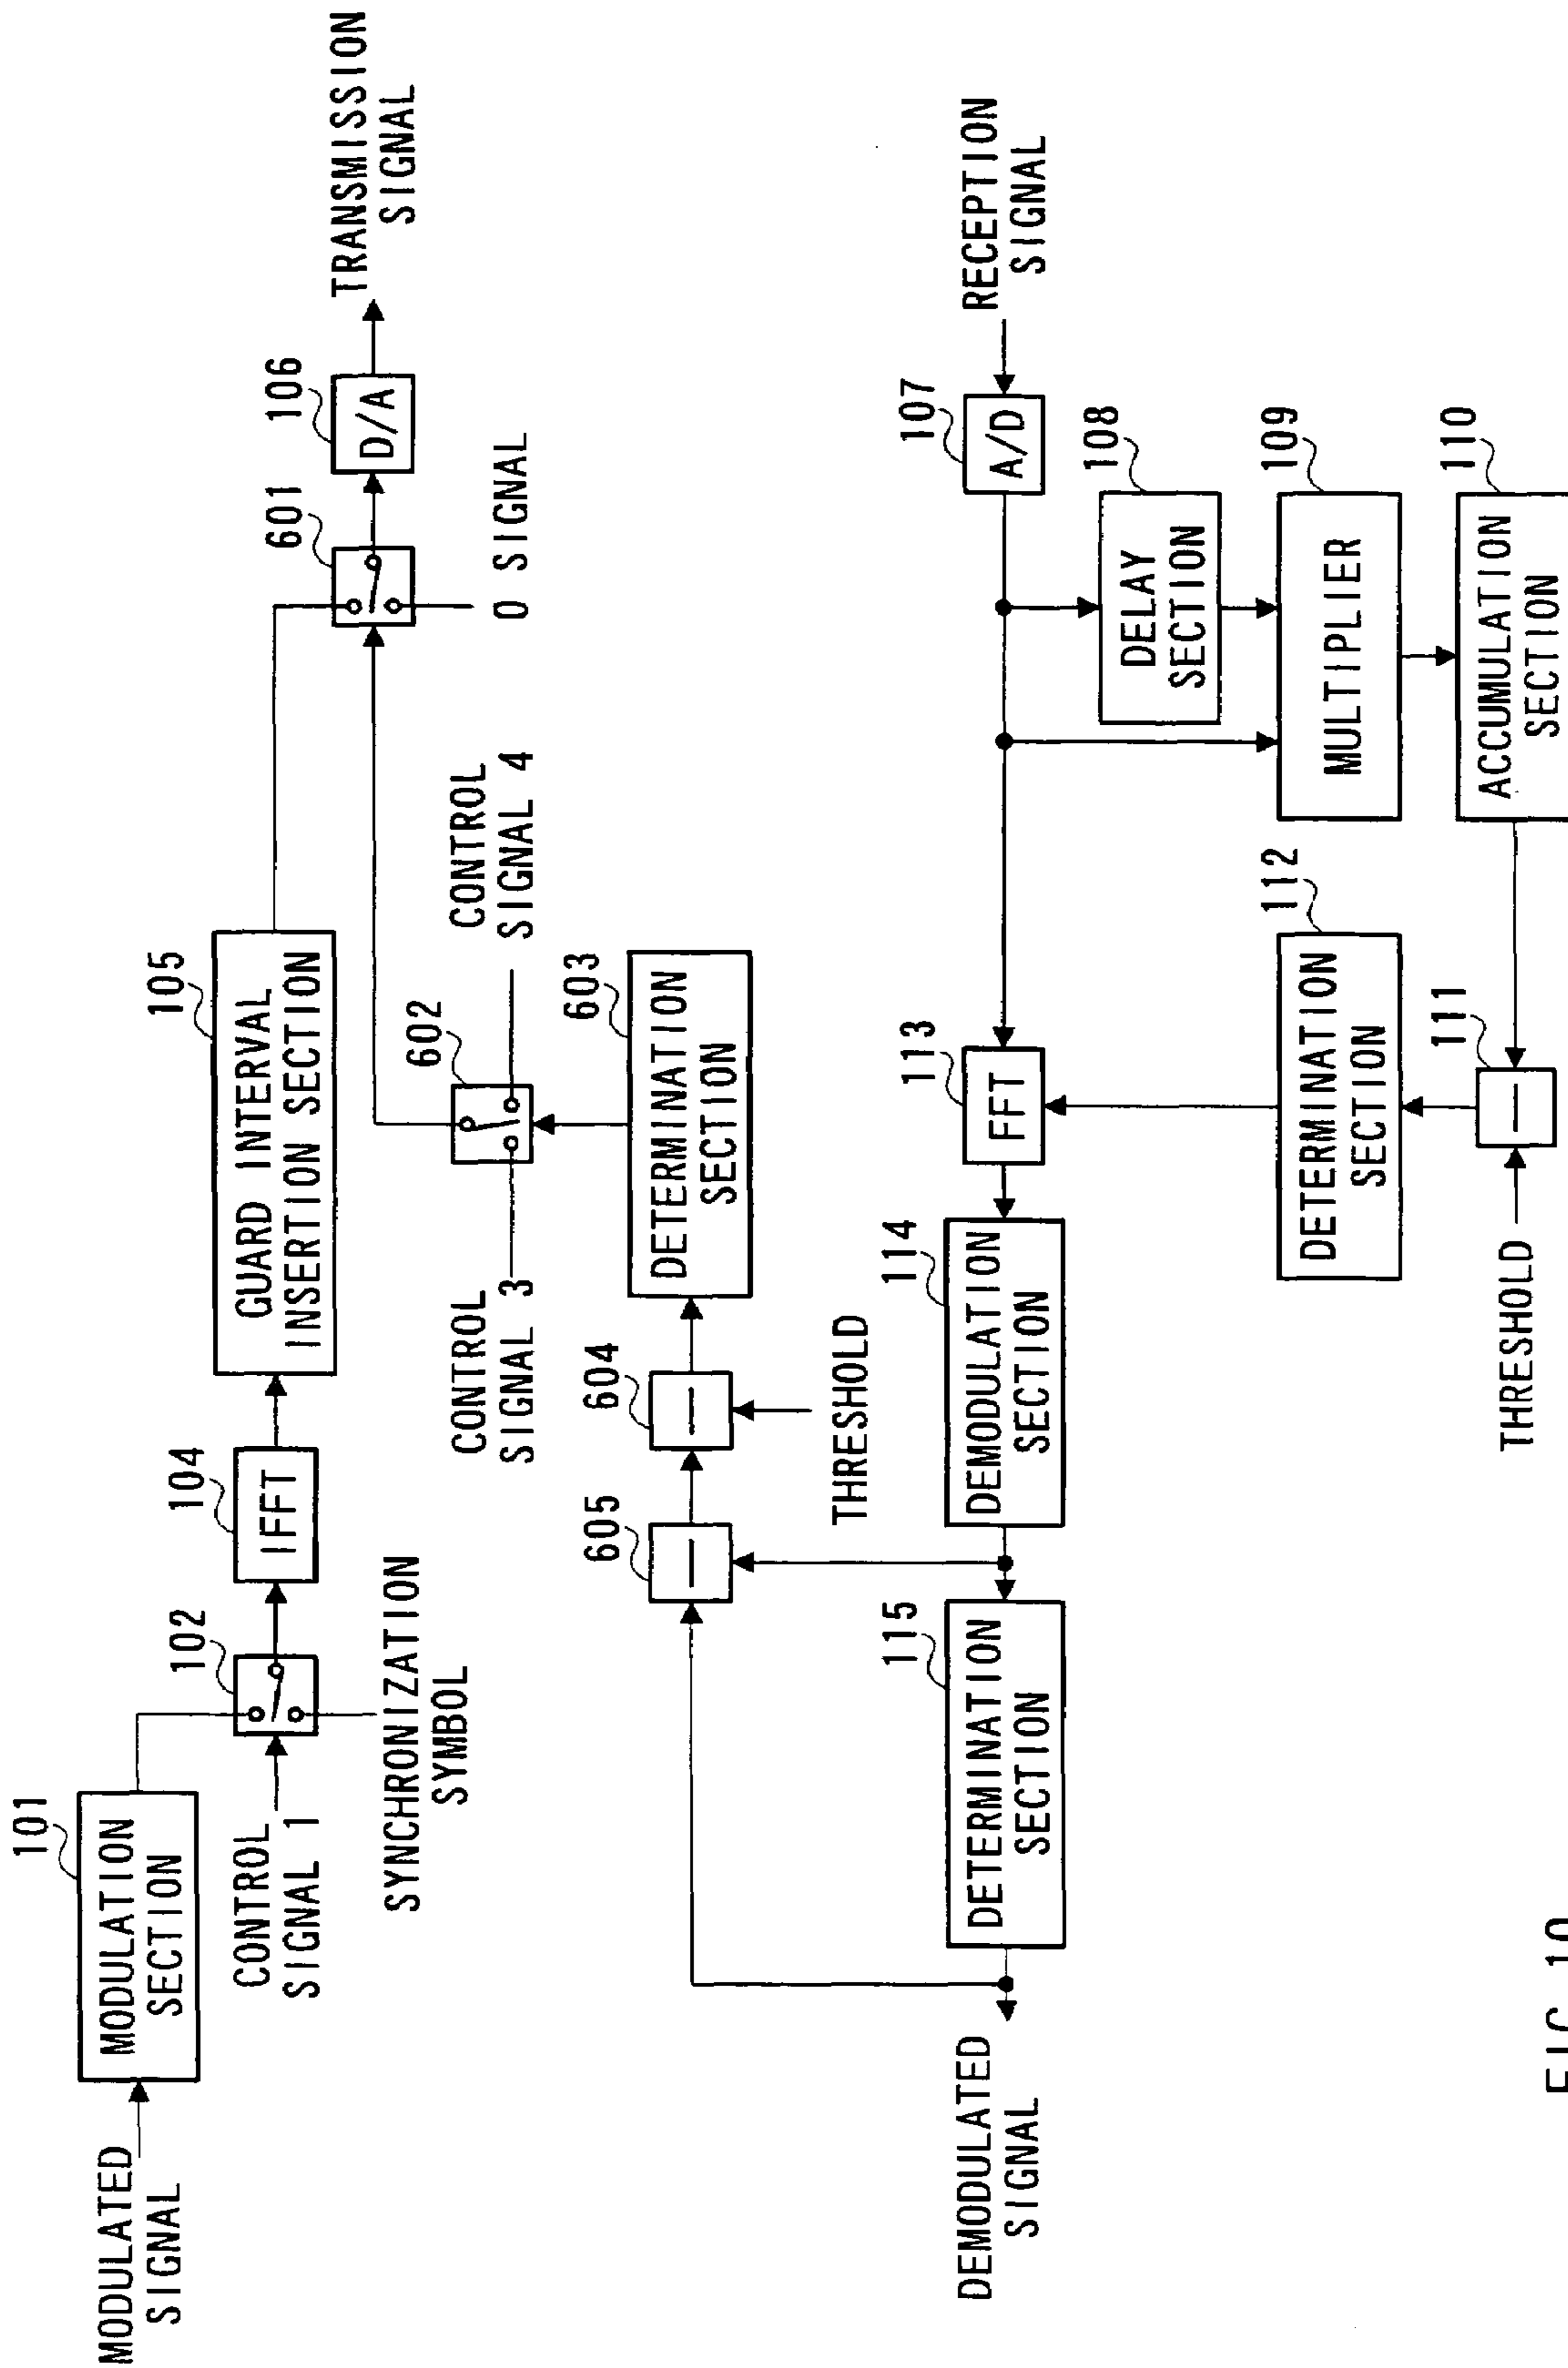 101
MODULATED
SIGNAL
MODULATION
SECTION
102
CONTROL
SIGNAL 1
SYNCHRONIZATION
SYMBOL
104
IFFT
105
GUARD INTERVAL
INSERTION SECTION
601
106
D/A
TRANSMISSION
SIGNAL
0 SIGNAL
602
CONTROL
SIGNAL 3
CONTROL
SIGNAL 4
605
604
603
DETERMINATION
SECTION
THRESHOLD
DEMODULATED
SIGNAL
115
DETERMINATION
SECTION
114
DEMODULATION
SECTION
113
FFT
107
A/D
RECEPTION
SIGNAL
108
DELAY
SECTION
109
MULTIPLIER
112
DETERMINATION
SECTION
110
ACCUMULATION
SECTION
111
THRESHOLD
FIG. 10